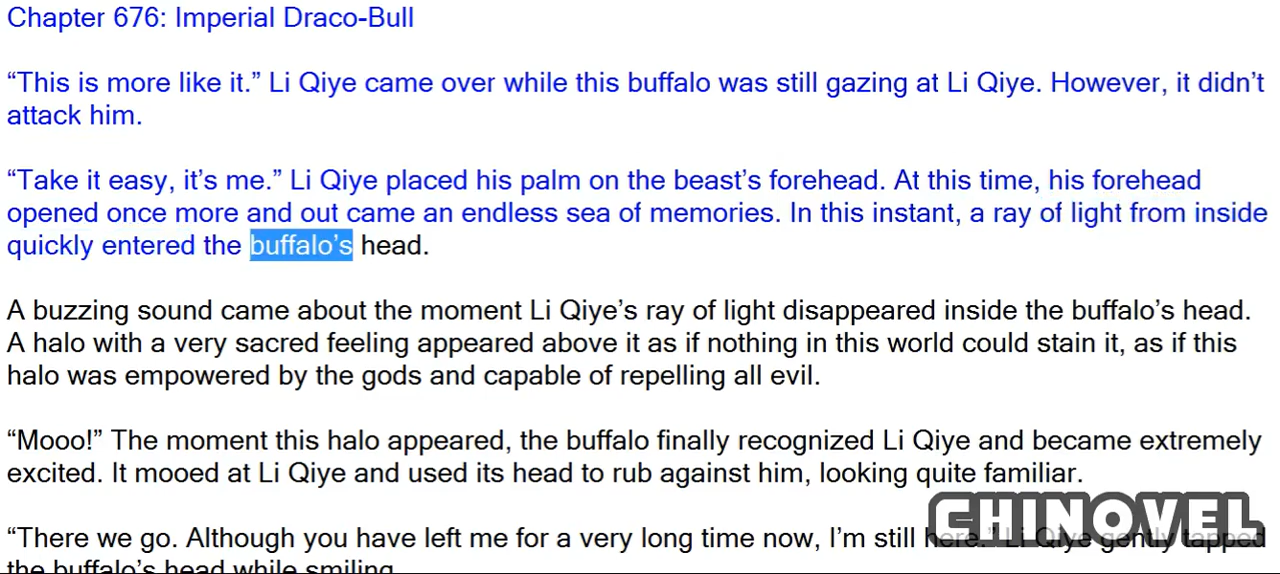 Chapter 676: Imperial Draco-Bull
“This is more like it.” Li Qiye came over while this buffalo was still gazing at Li Qiye. However, it didn’t
attack him.
“Take it easy, it’s me.” Li Qiye placed his palm on the beast’s forehead. At this time, his forehead
opened once more and out came an endless sea of memories. In this instant, a ray of light from inside
quickly entered the buffalo’s head.
A buzzing sound came about the moment Li Qiye’s ray of light disappeared inside the buffalo’s head.
A halo with a very sacred feeling appeared above it as if nothing in this world could stain it, as if this
halo was empowered by the gods and capable of repelling all evil.
“Mooo!” The moment this halo appeared, the buffalo finally recognized Li Qiye and became extremely
excited. It mooed at Li Qiye and used its head to rub against him, looking quite familiar.
“There we go. Although you have left me for a very long time now, I’m still here.” Li Qiye gently tapped
the buffalo’s head while smiling.
CHINOVEL